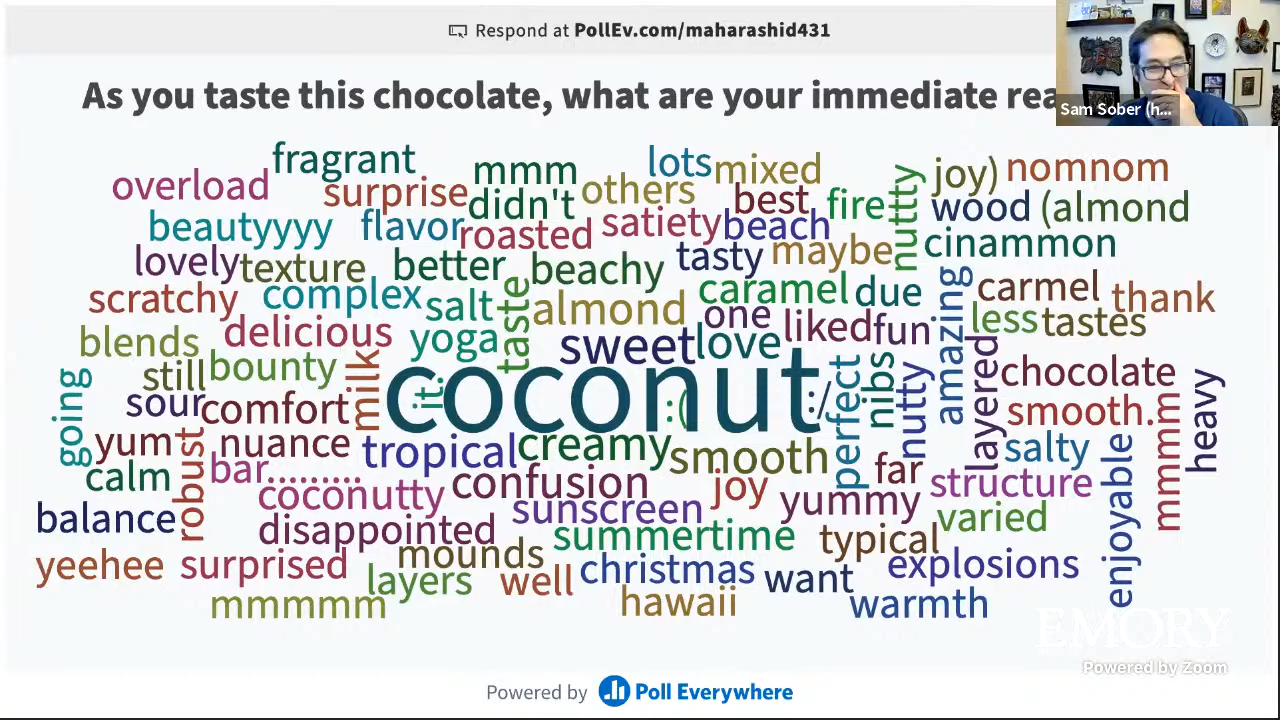 Respond at PollEv.com/maharashid431
As you taste this chocolate, what are your immediate rea
Sam Sober (h...
fragrant mmm lots mixed joy) nomnom
overload surprise didn't others best fire nutty wood (almond
beautyyyy flavor roasted satiety beach cinammon
lovely texture better beachy tasty maybe
scratchy complex salt taste almond caramel due amazing carmel thank
blends delicious yoga one liked fun less tastes
sweet love
still bounty milk coconut :/ perfect nibs nutty layered chocolate
going sour comfort it. :( smooth. heavy
yum nuance tropical creamy smooth salty mmmm
calm robust bar......... confusion joy far structure enjoyable
coconutty sunscreen yummy
balance disappointed summertime varied
yeehee surprised mounds typical explosions
layers well christmas want
mmmmm hawaii warmth
EMORY
Powered by Zoom
Powered by Poll Everywhere